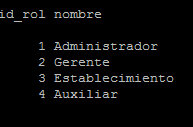 id_rol nombre
1 Administrador
2 Gerente
3 Establecimiento
4 Auxiliar